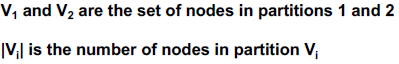 V₁ and V₂ are the set of nodes in partitions 1 and 2
|Vᵢ| is the number of nodes in partition Vᵢ